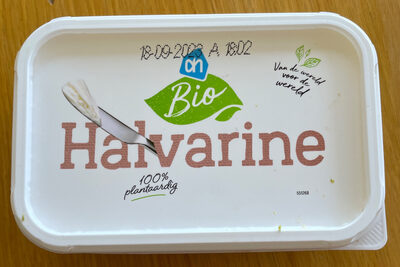 18-09-2023 A 18:02
ah
Bio
Van de wereld
voor de
wereld
Halvarine
100%
plantaardig